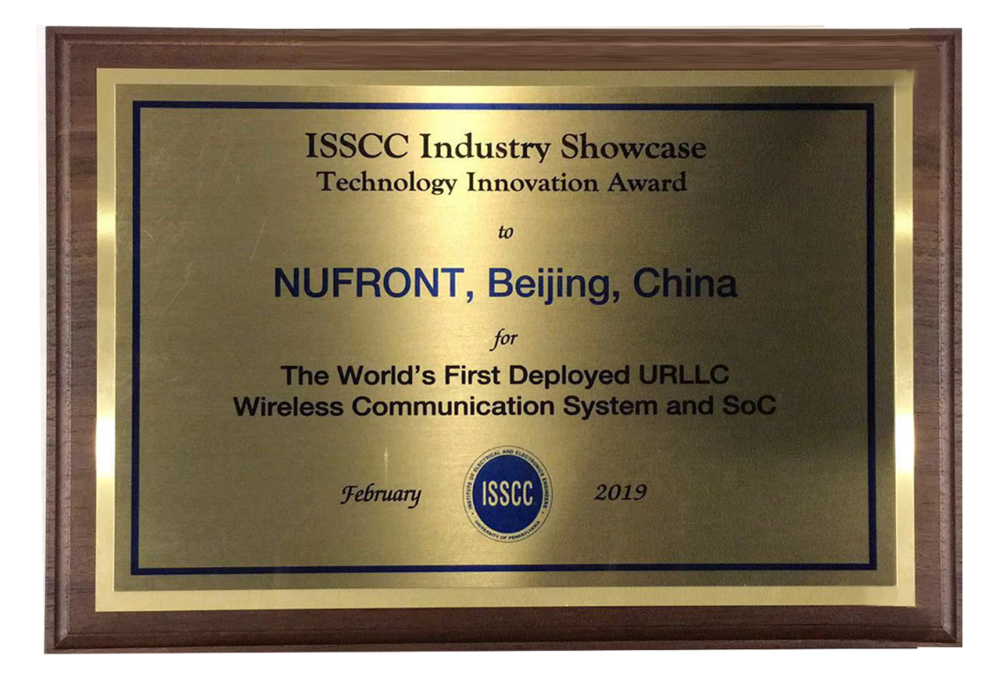 ISSCC Industry Showcase
Technology Innovation Award
to
NUFRONT, Beijing, China
for
The World's First Deployed URLLC
Wireless Communication System and SoC
February
INSTITUTE OF ELECTRICAL AND ELECTRONICS ENGINEERS
ISSCC
UNIVERSITY OF PENNSYLVANIA
2019